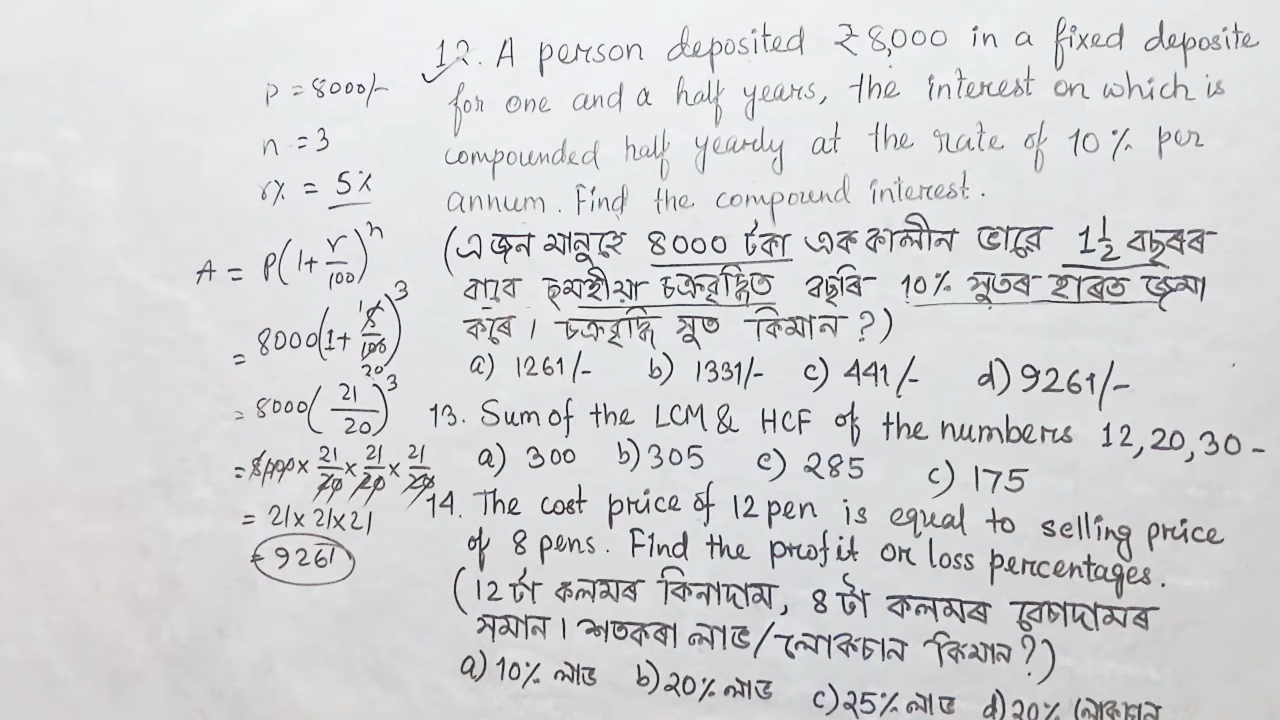 P = 8000/-
n = 3
r% = 5%
A = P(1+ r/100)^n
= 8000(1+ 5/100)^3
1
20
= 8000(21/20)^3
= 8000 x 21/20 x 21/20 x 21/20
= 21 x 21 x 21
= 9261
12. A person deposited ₹8,000 in a fixed deposite
for one and a half years, the interest on which is
compounded half yearly at the rate of 10% per
annum. Find the compound interest.
(এজন মানুহে 8000 টকা এককালীন ভাৱে 1½ বছৰৰ
বাবে ছমহীয়া চক্ৰবৃদ্ধিত বছৰি 10% সুতৰ হাৰত জমা
কৰে। চক্ৰবৃদ্ধি সুত কিমান?)
a) 1261/- b) 1331/- c) 441/- d) 9261/-
13. Sum of the LCM & HCF of the numbers 12,20,30 -
a) 300 b) 305 c) 285 c) 175
14. The cost price of 12 pen is equal to selling price
of 8 pens. Find the profit or loss percentages.
(12 টা কলমৰ কিনাদাম, 8 টা কলমৰ বেচাদামৰ
সমান। শতকৰা লাভ/লোকচান কিমান?)
a) 10% লাভ b) 20% লাভ c) 25% লাভ d) 20%